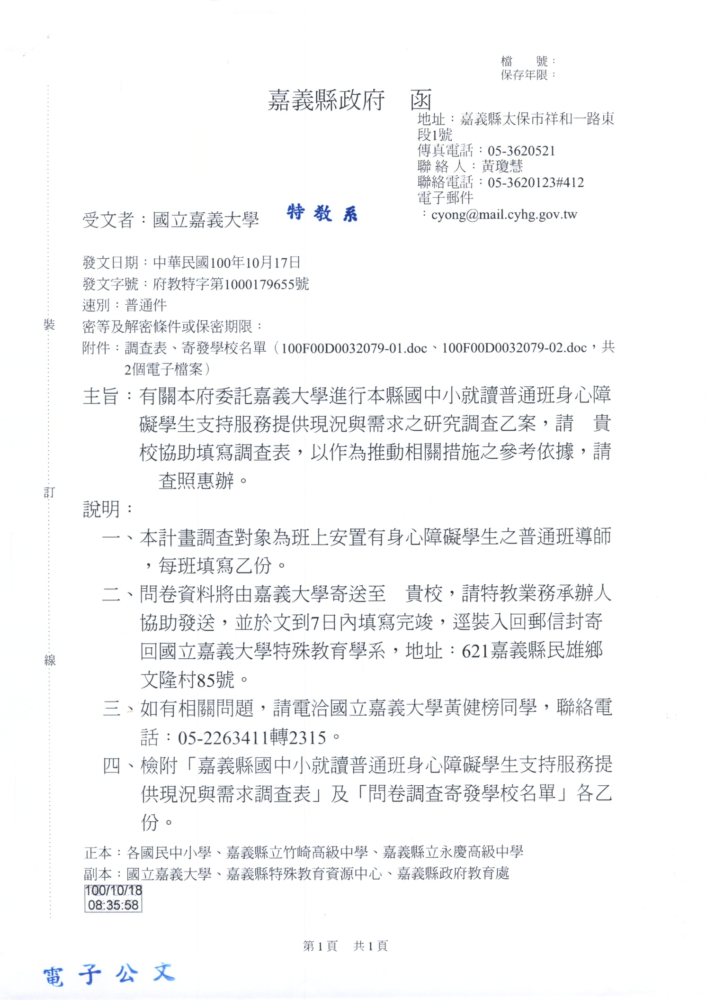 檔　　號：
保存年限：
嘉義縣政府　函
地址：嘉義縣太保市祥和一路東
段1號
傳真電話：05-3620521
聯 絡 人：黃瓊慧
聯絡電話：05-3620123#412
電子郵件
：cyong@mail.cyhg.gov.tw
受文者：國立嘉義大學　特教系
發文日期：中華民國100年10月17日
發文字號：府教特字第1000179655號
速別：普通件
密等及解密條件或保密期限：
附件：調查表、寄發學校名單（100F00D0032079-01.doc、100F00D0032079-02.doc，共
2個電子檔案）
主旨：有關本府委託嘉義大學進行本縣國中小就讀普通班身心障
礙學生支持服務提供現況與需求之研究調查乙案，請　貴
校協助填寫調查表，以作為推動相關措施之參考依據，請
查照惠辦。
說明：
一、本計畫調查對象為班上安置有身心障礙學生之普通班導師
，每班填寫乙份。
二、問卷資料將由嘉義大學寄送至　貴校，請特教業務承辦人
協助發送，並於文到7日內填寫完竣，逕裝入回郵信封寄
回國立嘉義大學特殊教育學系，地址：621嘉義縣民雄鄉
文隆村85號。
三、如有相關問題，請電洽國立嘉義大學黃健榜同學，聯絡電
話：05-2263411轉2315。
四、檢附「嘉義縣國中小就讀普通班身心障礙學生支持服務提
供現況與需求調查表」及「問卷調查寄發學校名單」各乙
份。
正本：各國民中小學、嘉義縣立竹崎高級中學、嘉義縣立永慶高級中學
副本：國立嘉義大學、嘉義縣特殊教育資源中心、嘉義縣政府教育處
100/10/18
08:35:58
第1頁　共1頁
電子公文
裝
訂
線